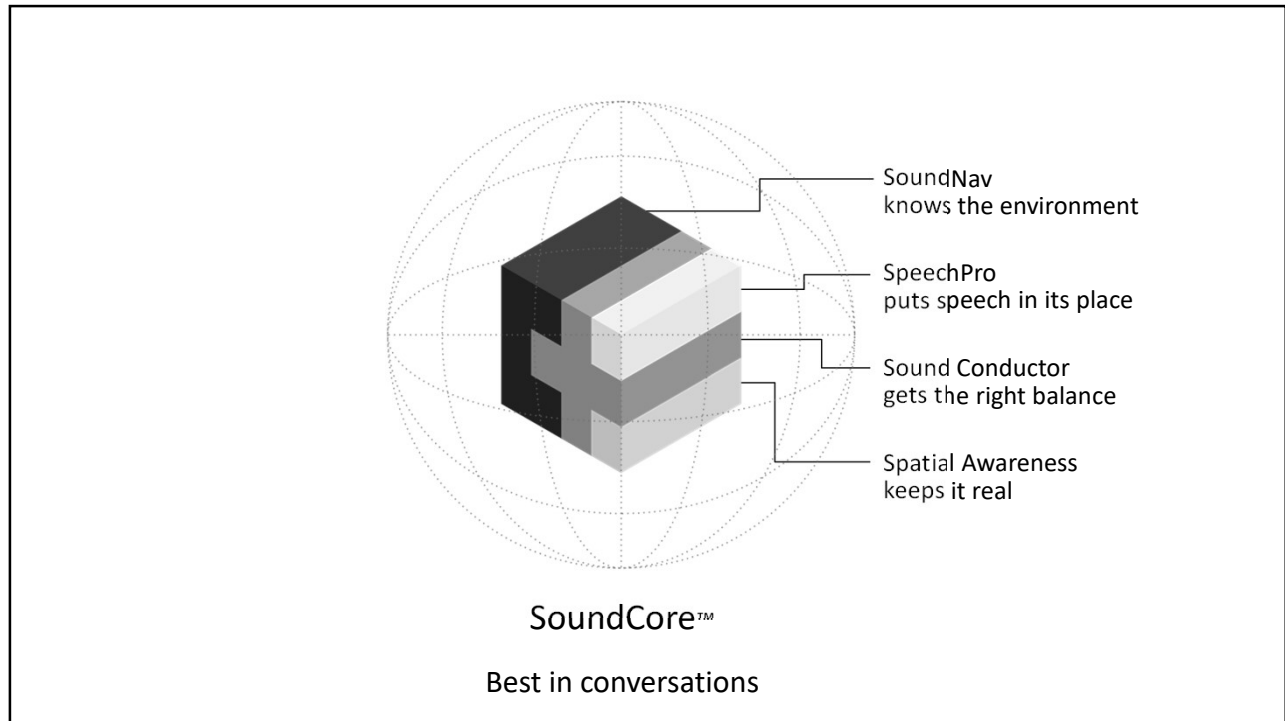 SoundNav
knows the environment
SpeechPro
puts speech in its place
Sound Conductor
gets the right balance
Spatial Awareness
keeps it real
SoundCore™
Best in conversations